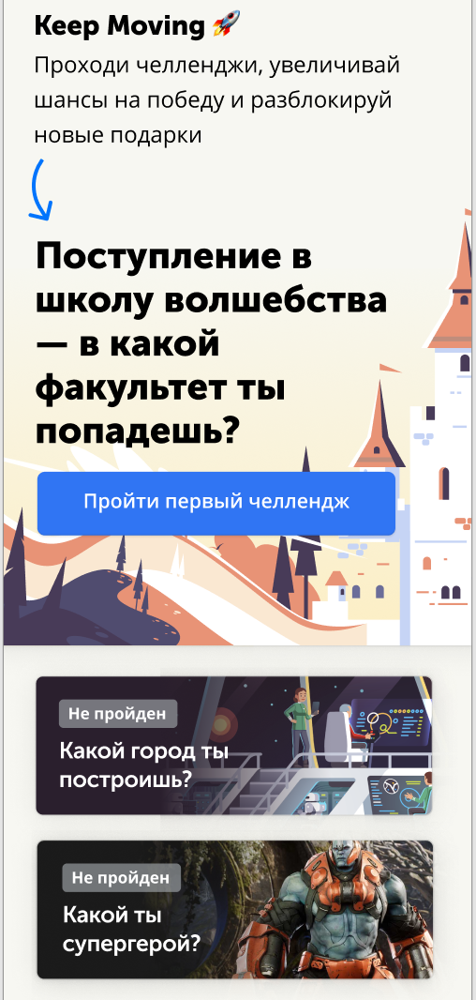 Keep Moving 🚀
Проходи челленджи, увеличивай
шансы на победу и разблокируй
новые подарки
Поступление в
школу волшебства
— в какой
факультет ты
попадешь?
Пройти первый челлендж
Не пройден
Какой город ты
построишь?
Не пройден
Какой ты
супергерой?